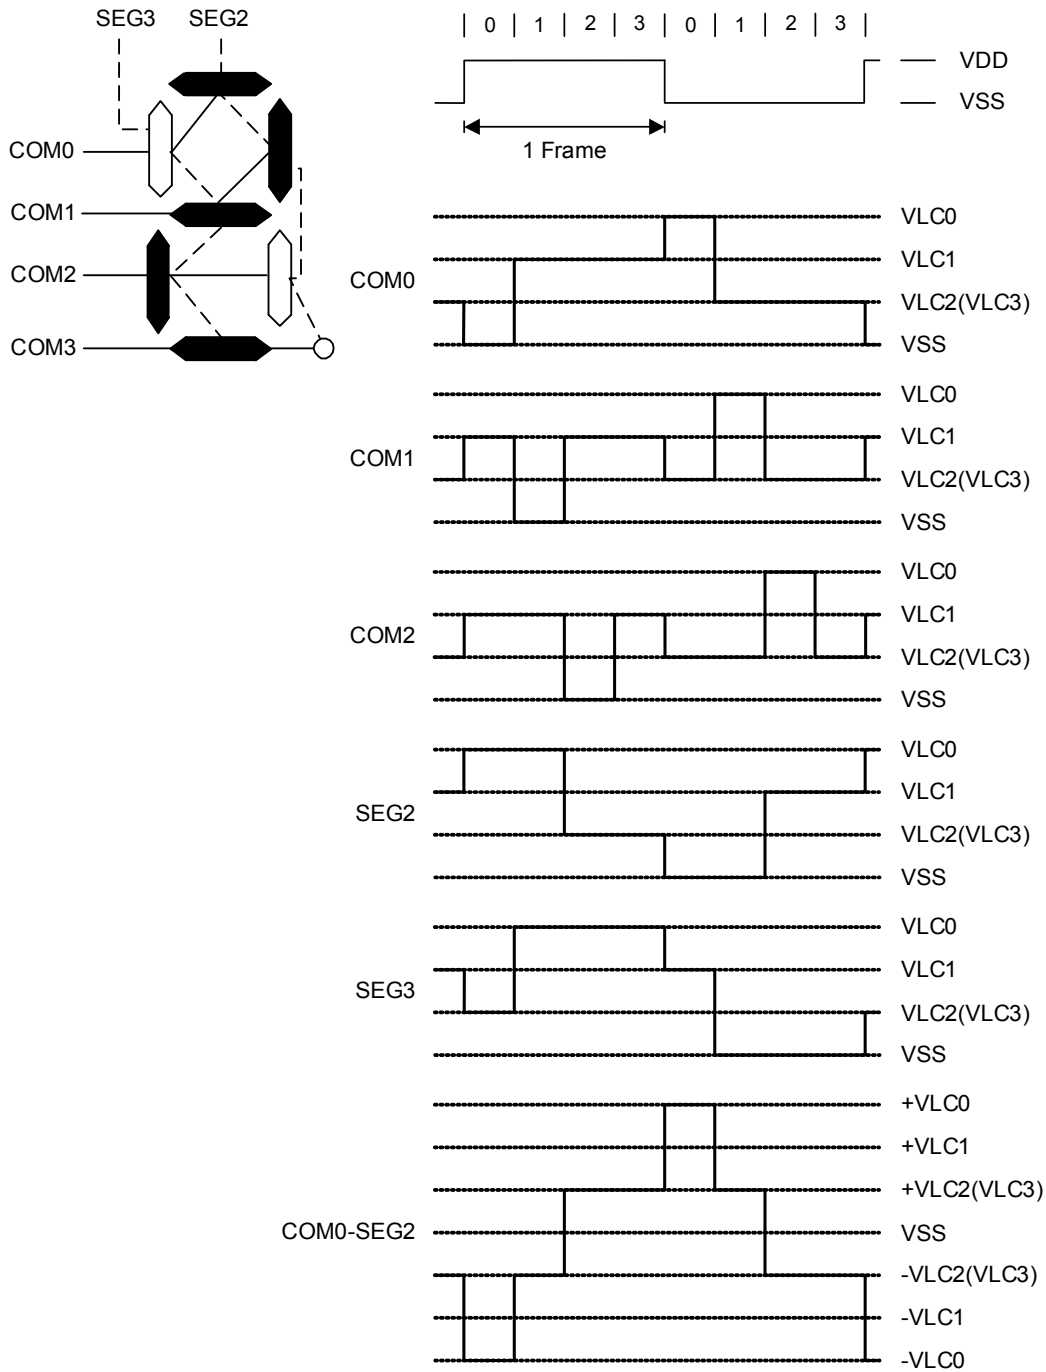 SEG3 SEG2
| 0 | 1 | 2 | 3 | 0 | 1 | 2 | 3 |
VDD
VSS
1 Frame
COM0
COM1
COM2
COM3
COM0
VLC0
VLC1
VLC2(VLC3)
VSS
COM1
VLC0
VLC1
VLC2(VLC3)
VSS
COM2
VLC0
VLC1
VLC2(VLC3)
VSS
SEG2
VLC0
VLC1
VLC2(VLC3)
VSS
SEG3
VLC0
VLC1
VLC2(VLC3)
VSS
COM0-SEG2
+VLC0
+VLC1
+VLC2(VLC3)
VSS
-VLC2(VLC3)
-VLC1
-VLC0